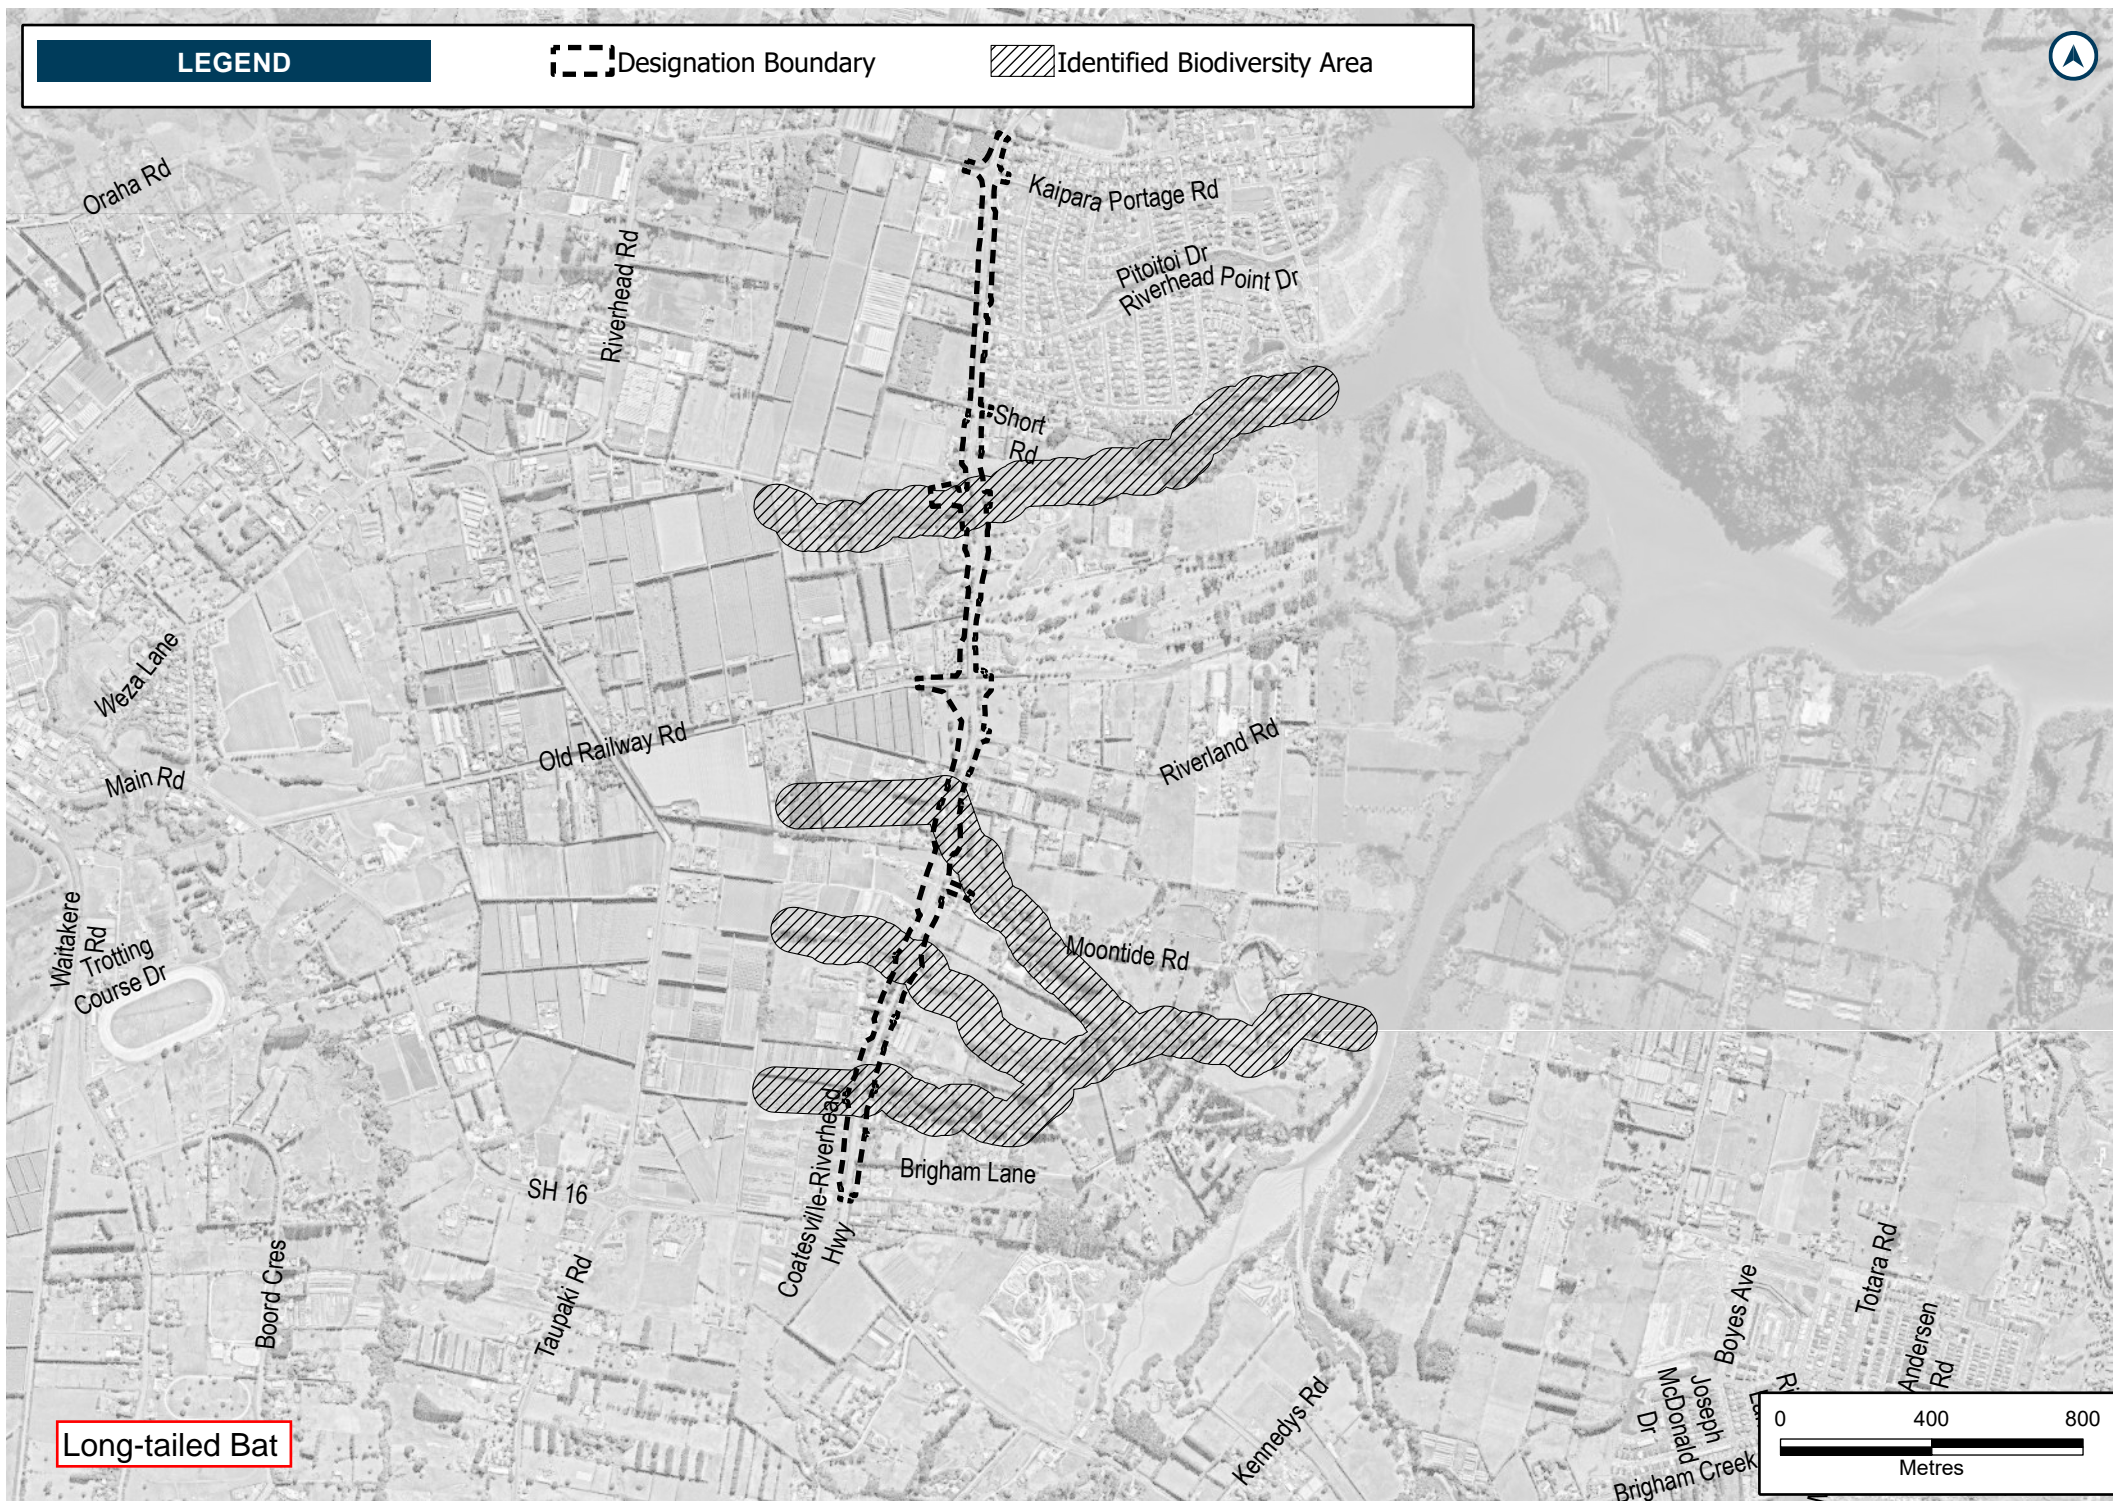 LEGEND
Designation Boundary
Identified Biodiversity Area
Oraha Rd
Kaipara Portage Rd
Riverhead Rd
Pitoitoi Dr
Riverhead Point Dr
Short
Rd
Weza Lane
Old Railway Rd
Main Rd
Riverland Rd
Waitakere
Rd
Trotting
Course Dr
Moontide Rd
Coatesville-Riverhead
Hwy
Brigham Lane
SH 16
Boord Cres
Taupaki Rd
Totara Rd
Boyes Ave
Andersen
Rd
Joseph
McDonald
Dr
Kennedys Rd
Brigham Creek
Long-tailed Bat
0 400 800
Metres